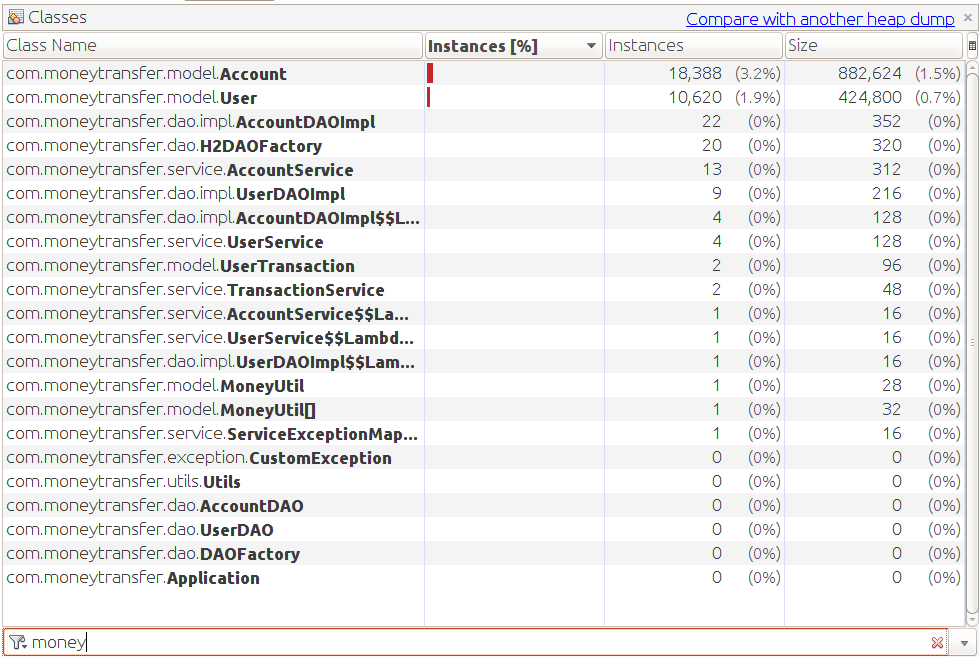 Classes Compare with another heap dump
Class Name Instances [%] Instances Size
com.moneytransfer.model.Account 18,388 (3.2%) 882,624 (1.5%)
com.moneytransfer.model.User 10,620 (1.9%) 424,800 (0.7%)
com.moneytransfer.dao.impl.AccountDAOImpl 22 (0%) 352 (0%)
com.moneytransfer.dao.H2DAOFactory 20 (0%) 320 (0%)
com.moneytransfer.service.AccountService 13 (0%) 312 (0%)
com.moneytransfer.dao.impl.UserDAOImpl 9 (0%) 216 (0%)
com.moneytransfer.dao.impl.AccountDAOImpl$$L... 4 (0%) 128 (0%)
com.moneytransfer.service.UserService 4 (0%) 128 (0%)
com.moneytransfer.model.UserTransaction 2 (0%) 96 (0%)
com.moneytransfer.service.TransactionService 2 (0%) 48 (0%)
com.moneytransfer.service.AccountService$$La... 1 (0%) 16 (0%)
com.moneytransfer.service.UserService$$Lambd... 1 (0%) 16 (0%)
com.moneytransfer.dao.impl.UserDAOImpl$$Lam... 1 (0%) 16 (0%)
com.moneytransfer.model.MoneyUtil 1 (0%) 28 (0%)
com.moneytransfer.model.MoneyUtil[] 1 (0%) 32 (0%)
com.moneytransfer.service.ServiceExceptionMap... 1 (0%) 16 (0%)
com.moneytransfer.exception.CustomException 0 (0%) 0 (0%)
com.moneytransfer.utils.Utils 0 (0%) 0 (0%)
com.moneytransfer.dao.AccountDAO 0 (0%) 0 (0%)
com.moneytransfer.dao.UserDAO 0 (0%) 0 (0%)
com.moneytransfer.dao.DAOFactory 0 (0%) 0 (0%)
com.moneytransfer.Application 0 (0%) 0 (0%)
money